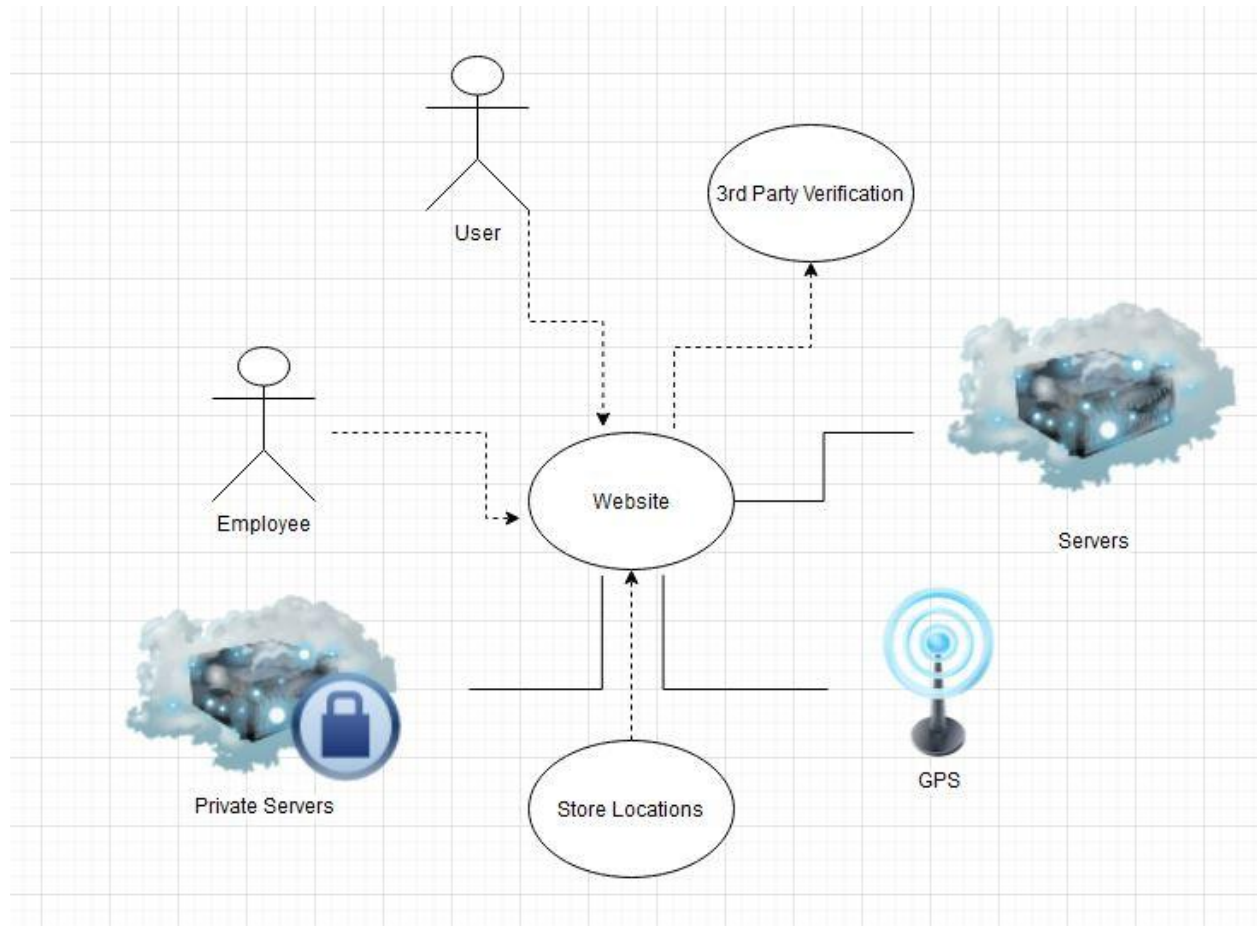 User
3rd Party Verification
Employee
Website
Servers
Private Servers
Store Locations
GPS